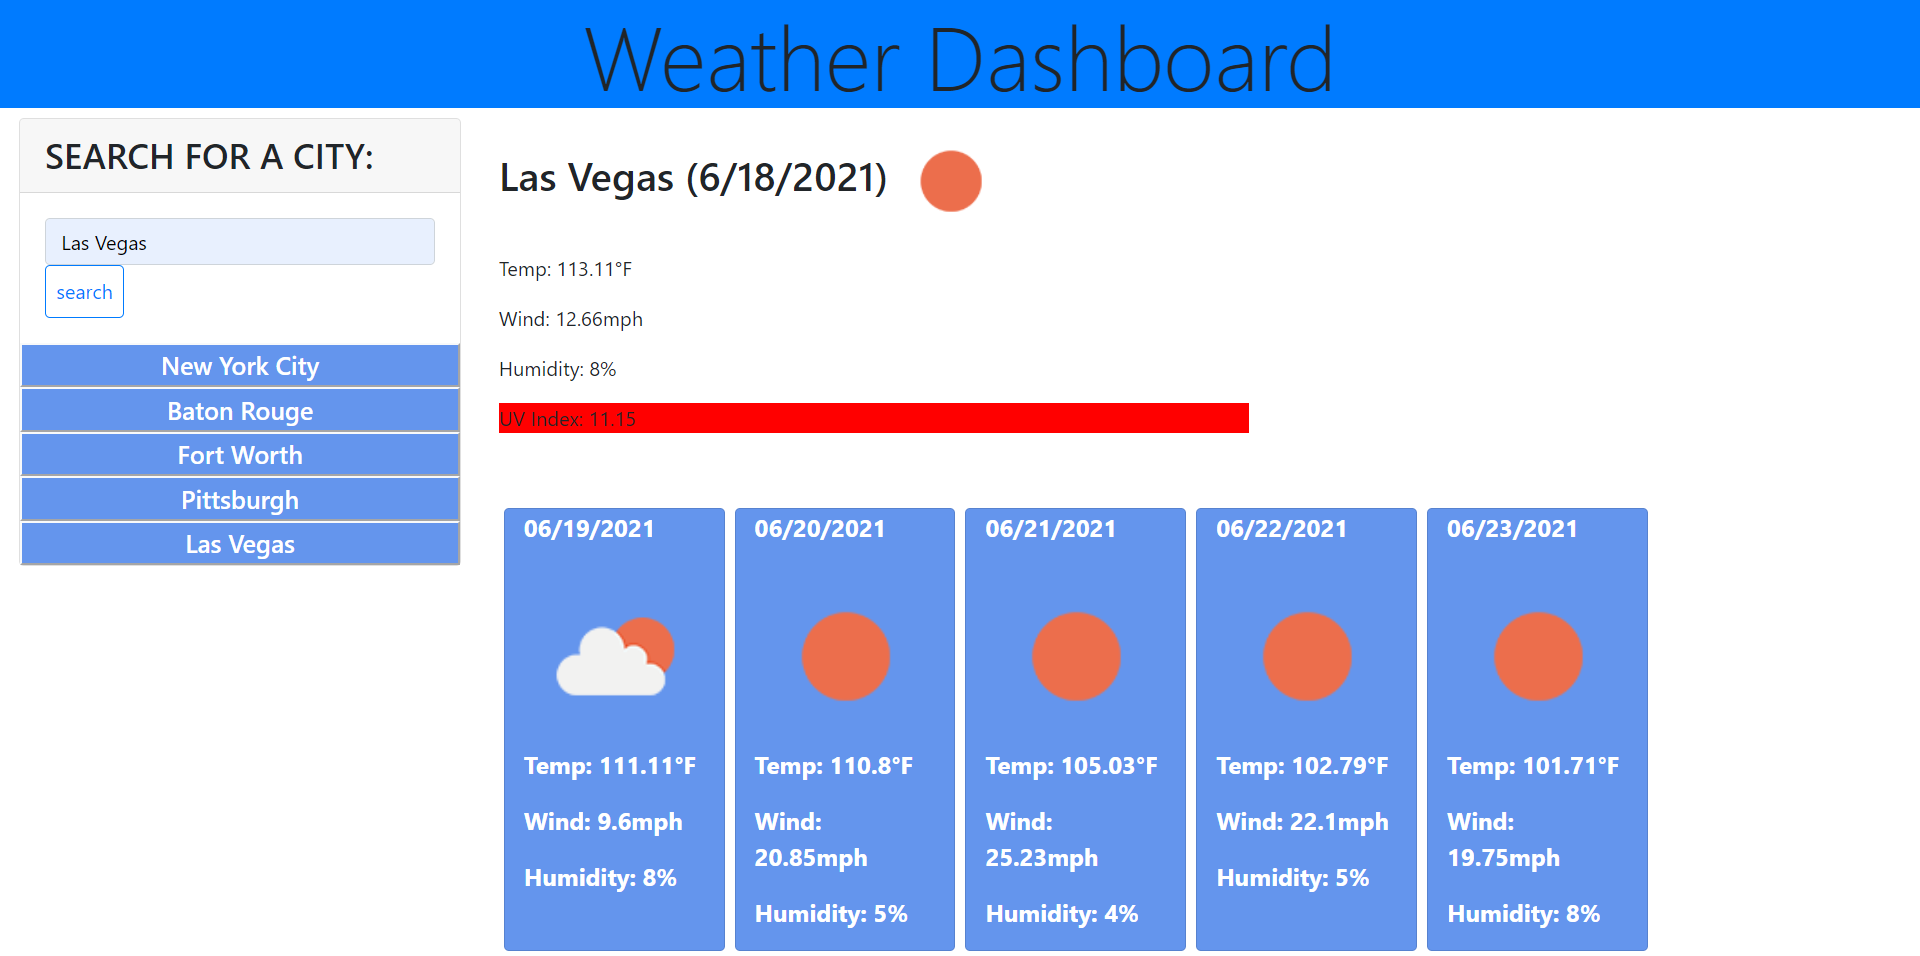 Weather Dashboard
SEARCH FOR A CITY:
Las Vegas
search
New York City
Baton Rouge
Fort Worth
Pittsburgh
Las Vegas
Las Vegas (6/18/2021)
Temp: 113.11°F
Wind: 12.66mph
Humidity: 8%
UV Index: 11.15
06/19/2021
Temp: 111.11°F
Wind: 9.6mph
Humidity: 8%
06/20/2021
Temp: 110.8°F
Wind:
20.85mph
Humidity: 5%
06/21/2021
Temp: 105.03°F
Wind:
25.23mph
Humidity: 4%
06/22/2021
Temp: 102.79°F
Wind: 22.1mph
Humidity: 5%
06/23/2021
Temp: 101.71°F
Wind:
19.75mph
Humidity: 8%